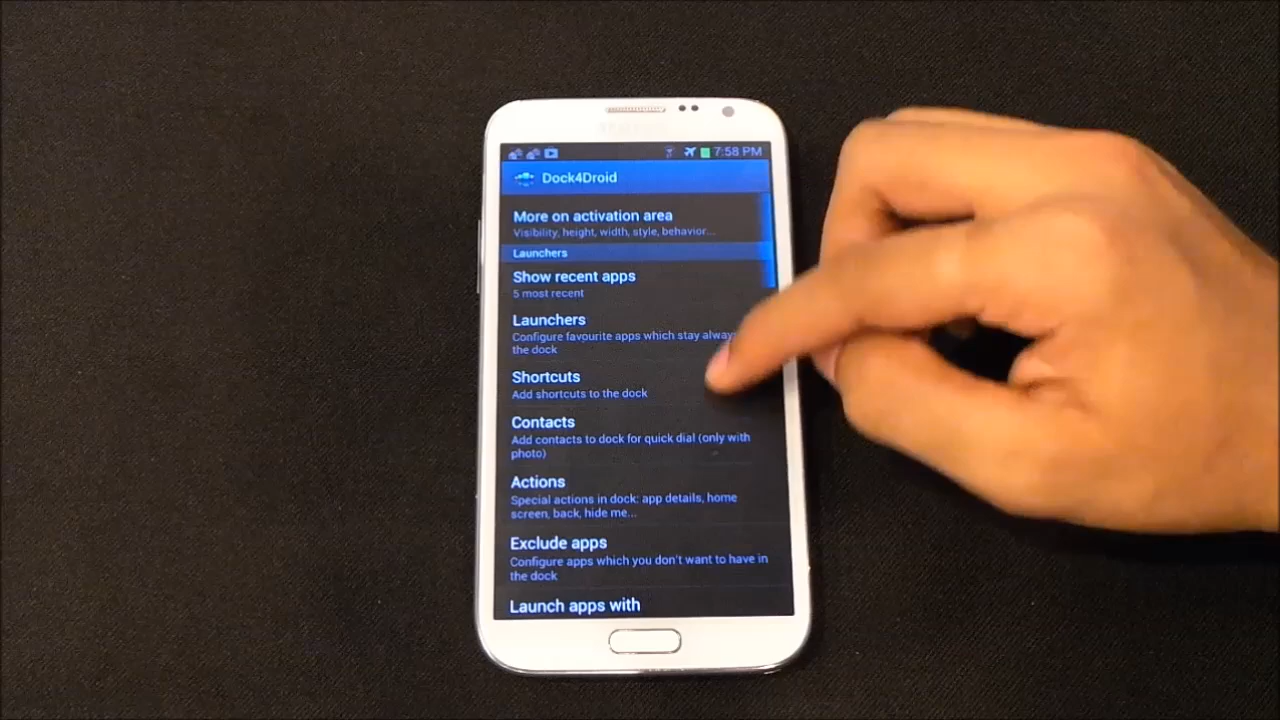 7:58 PM
Dock4Droid
More on activation area
Visibility, height, width, style, behavior...
Launchers
Show recent apps
5 most recent
Launchers
Configure favourite apps which stay always
the dock
Shortcuts
Add shortcuts to the dock
Contacts
Add contacts to dock for quick dial (only with
photo)
Actions
Special actions in dock: app details, home
screen, back, hide me...
Exclude apps
Configure apps which you don't want to have in
the dock
Launch apps with